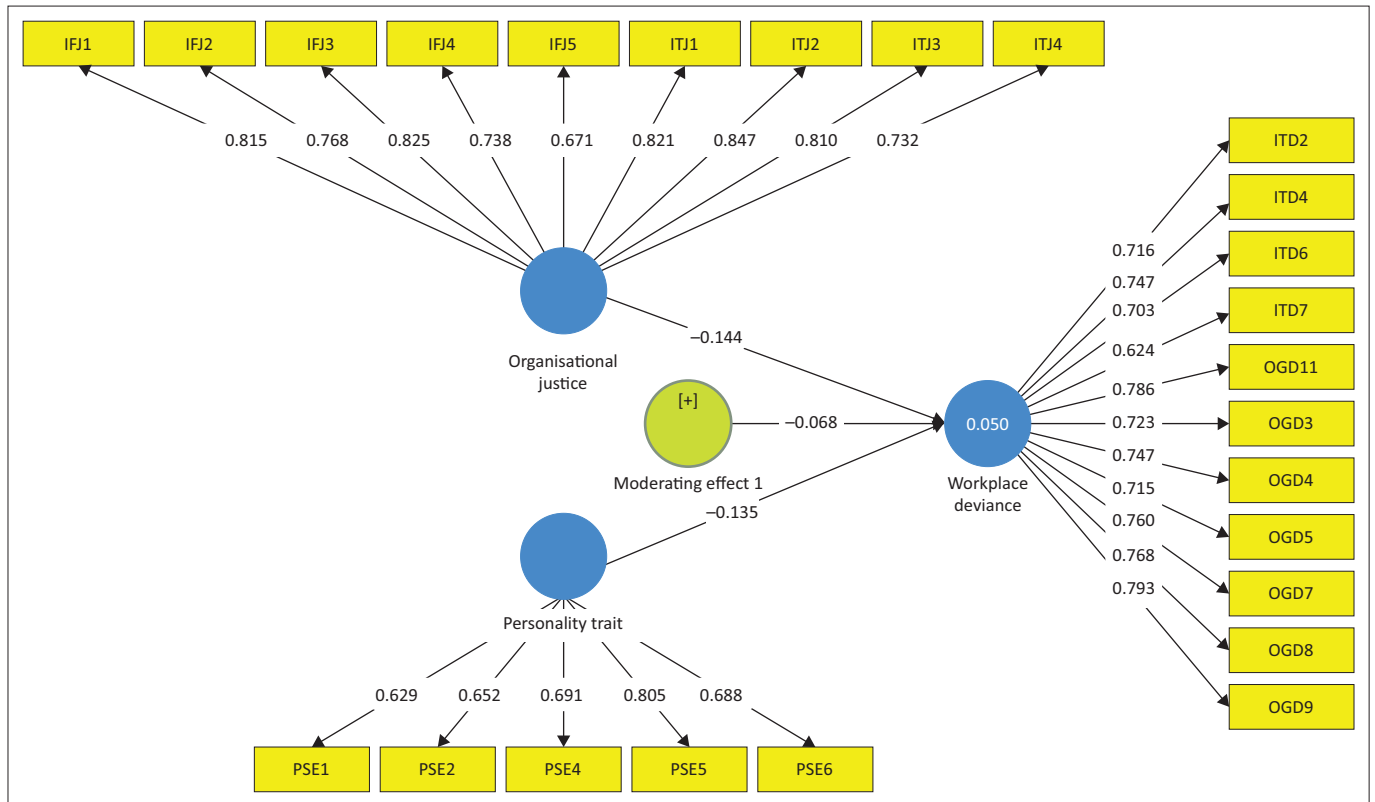 IFJ1 IFJ2 IFJ3 IFJ4 IFJ5 ITJ1 ITJ2 ITJ3 ITJ4
0.815 0.768 0.825 0.738 0.671 0.821 0.847 0.810 0.732
Organisational
justice
–0.144
[+]
Moderating effect 1
–0.068
–0.135
Personality trait
0.629 0.652 0.691 0.805 0.688
PSE1 PSE2 PSE4 PSE5 PSE6
0.050
Workplace
deviance
0.716
0.747
0.703
0.624
0.786
0.723
0.747
0.715
0.760
0.768
0.793
ITD2
ITD4
ITD6
ITD7
OGD11
OGD3
OGD4
OGD5
OGD7
OGD8
OGD9